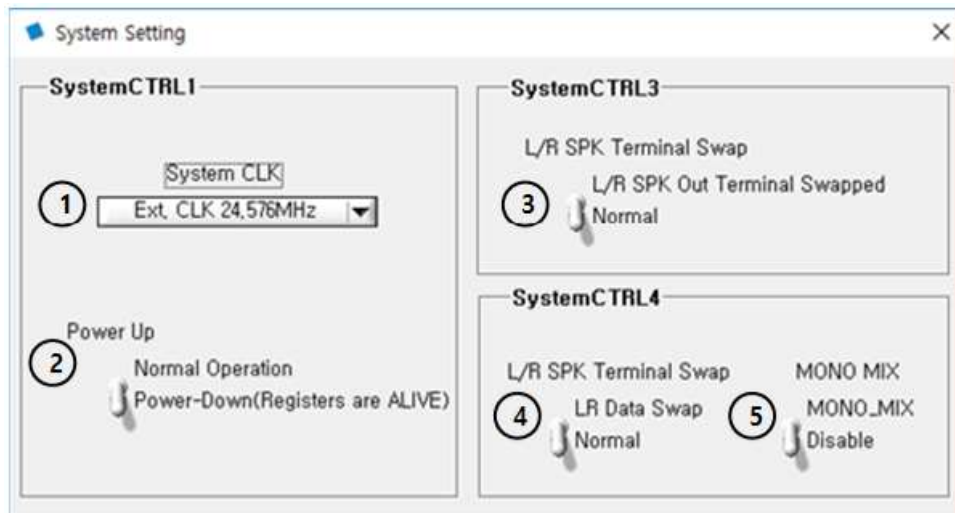 System Setting
SystemCTRL1
System CLK
1
Ext. CLK 24.576MHz
Power Up
2
Normal Operation
Power-Down(Registers are ALIVE)
SystemCTRL3
L/R SPK Terminal Swap
3
L/R SPK Out Terminal Swapped
Normal
SystemCTRL4
L/R SPK Terminal Swap
4
LR Data Swap
Normal
MONO MIX
5
MONO_MIX
Disable